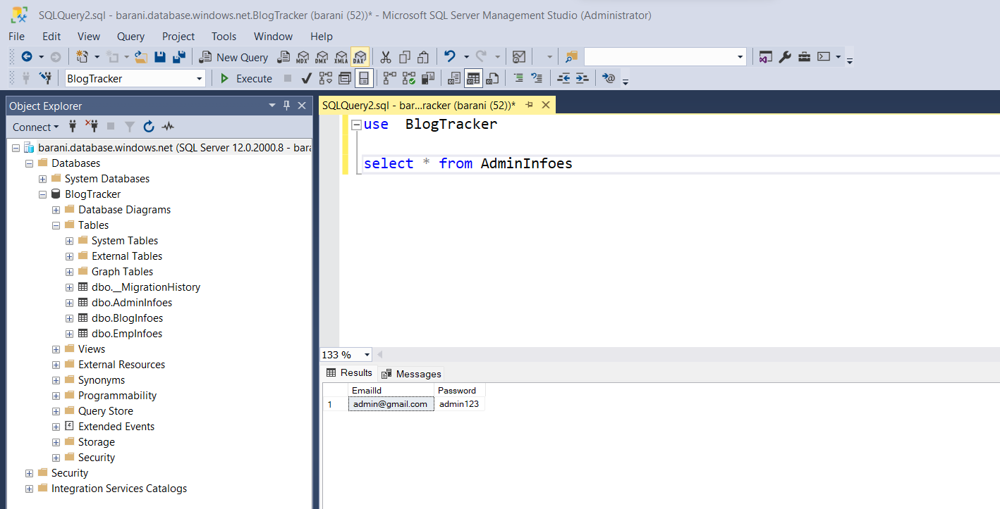 SQLQuery2.sql - barani.database.windows.net.BlogTracker (barani (52))* - Microsoft SQL Server Management Studio (Administrator)
File Edit View Query Project Tools Window Help
New Query MDX DMX XMLA DAX
BlogTracker Execute
Object Explorer
Connect
barani.database.windows.net (SQL Server 12.0.2000.8 - bara
Databases
System Databases
BlogTracker
Database Diagrams
Tables
System Tables
External Tables
Graph Tables
dbo.__MigrationHistory
dbo.AdminInfoes
dbo.BlogInfoes
dbo.EmpInfoes
Views
External Resources
Synonyms
Programmability
Query Store
Extended Events
Storage
Security
Security
Integration Services Catalogs
SQLQuery2.sql - bar...racker (barani (52))*
use  BlogTracker
select * from AdminInfoes
133 %
Results Messages
EmailId Password
1 admin@gmail.com admin123